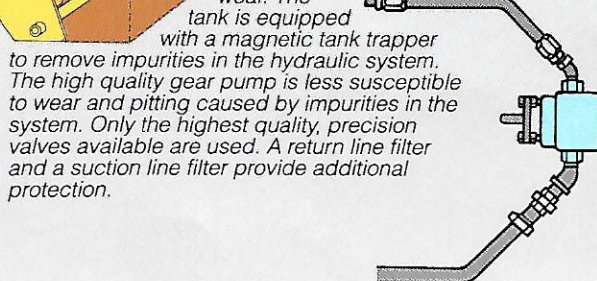 wear. The
tank is equipped
with a magnetic tank trapper
to remove impurities in the hydraulic system.
The high quality gear pump is less susceptible
to wear and pitting caused by impurities in the
system. Only the highest quality, precision
valves available are used. A return line filter
and a suction line filter provide additional
protection.